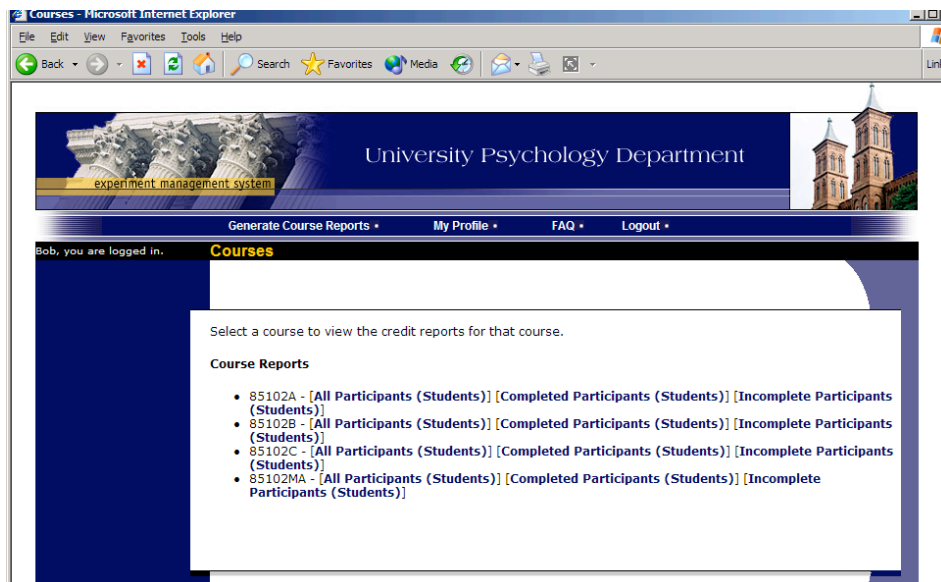 Courses - Microsoft Internet Explorer
File Edit View Favorites Tools Help
Back Search Favorites Media
University Psychology Department
experiment management system
Generate Course Reports My Profile FAQ Logout
Bob, you are logged in. Courses
Select a course to view the credit reports for that course.
Course Reports
• 85102A - [All Participants (Students)] [Completed Participants (Students)] [Incomplete Participants
(Students)]
• 85102B - [All Participants (Students)] [Completed Participants (Students)] [Incomplete Participants
(Students)]
• 85102C - [All Participants (Students)] [Completed Participants (Students)] [Incomplete Participants
(Students)]
• 85102MA - [All Participants (Students)] [Completed Participants (Students)] [Incomplete
Participants (Students)]